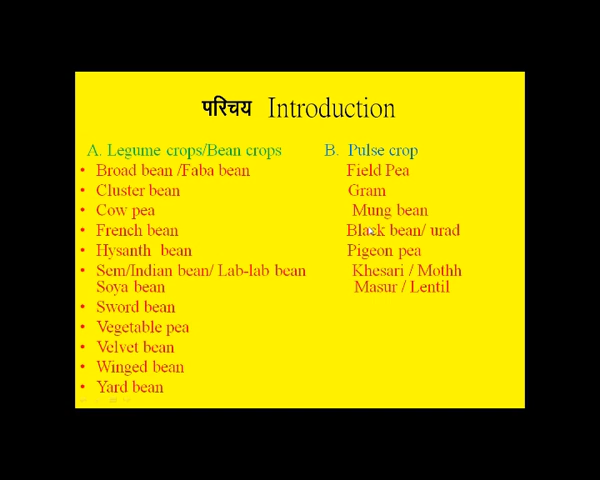 परिचय Introduction
A. Legume crops/Bean crops
• Broad bean /Faba bean
• Cluster bean
• Cow pea
• French bean
• Hysanth bean
• Sem/Indian bean/ Lab-lab bean
Soya bean
• Sword bean
• Vegetable pea
• Velvet bean
• Winged bean
• Yard bean
B. Pulse crop
Field Pea
Gram
Mung bean
Black bean/ urad
Pigeon pea
Khesari / Mothh
Masur / Lentil